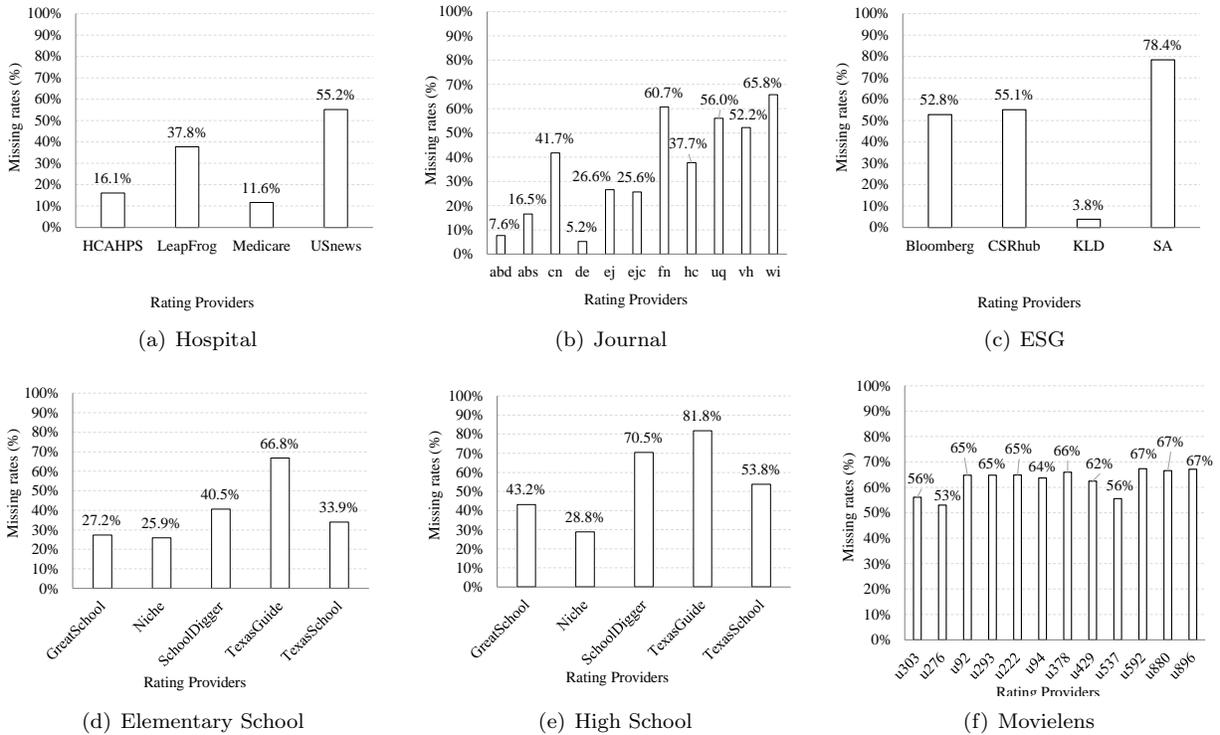 100%
90%
80%
70%
60%
50%
40%
30%
20%
10%
0%
Missing rates (%)
16.1%
37.8%
11.6%
55.2%
HCAHPS LeapFrog Medicare USnews
Rating Providers
(a) Hospital
100%
90%
80%
70%
60%
50%
40%
30%
20%
10%
0%
Missing rates (%)
7.6%
16.5%
41.7%
5.2%
26.6%
25.6%
60.7%
37.7%
56.0%
52.2%
65.8%
abd abs cn de ej ejc fn hc uq vh wi
Rating Providers
(b) Journal
100%
90%
80%
70%
60%
50%
40%
30%
20%
10%
0%
Missing rates (%)
52.8%
55.1%
3.8%
78.4%
Bloomberg CSRhub KLD SA
Rating Providers
(c) ESG
100%
90%
80%
70%
60%
50%
40%
30%
20%
10%
0%
Missing rates (%)
27.2%
25.9%
40.5%
66.8%
33.9%
GreatSchool
Niche
SchoolDigger
TexasGuide
TexasSchool
Rating Providers
(d) Elementary School
100%
90%
80%
70%
60%
50%
40%
30%
20%
10%
0%
Missing rates (%)
43.2%
28.8%
70.5%
81.8%
53.8%
GreatSchool
Niche
SchoolDigger
TexasGuide
TexasSchool
Rating Providers
(e) High School
100%
90%
80%
70%
60%
50%
40%
30%
20%
10%
0%
Missing rates (%)
56%
53%
65%
65%
65%
64%
66%
62%
56%
67%
67%
67%
u303
u276
u92
u293
u222
u94
u378
u429
u537
u592
u880
u896
Rating Providers
(f) Movielens